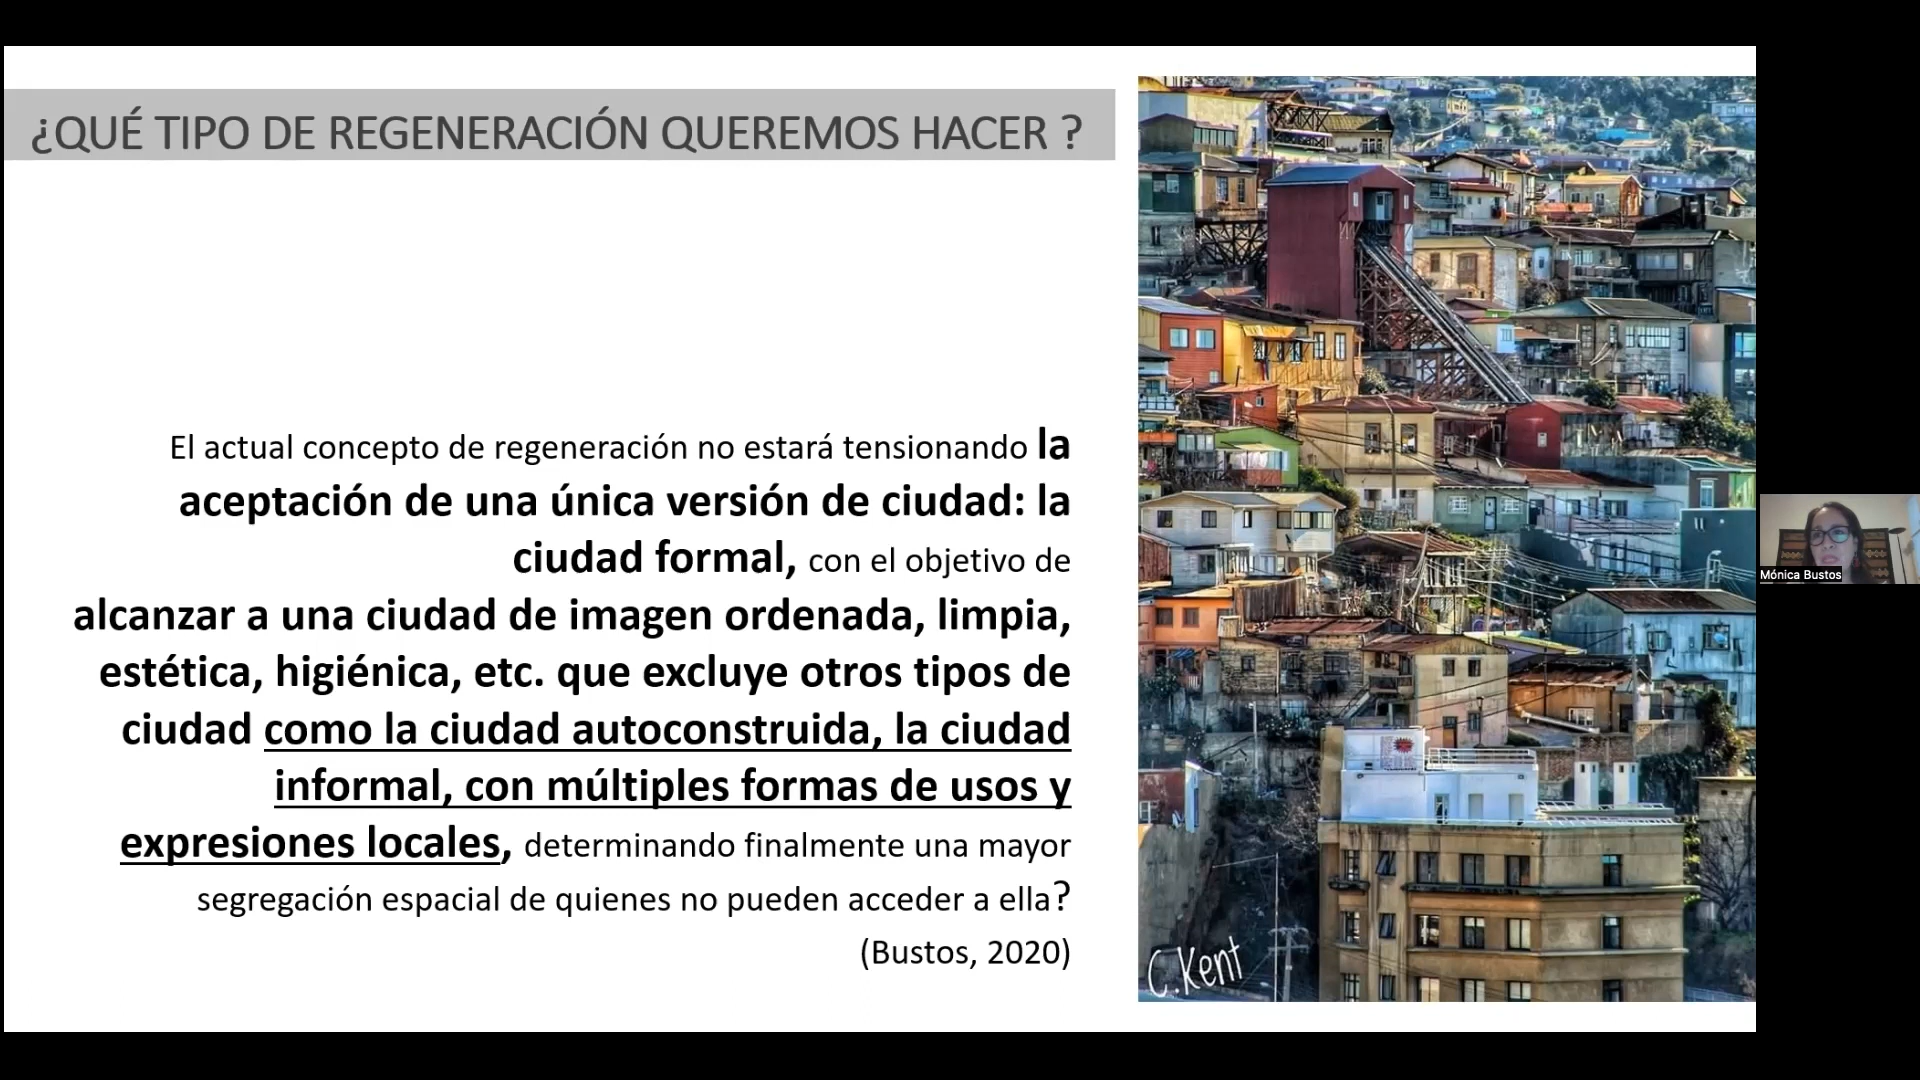 ¿QUÉ TIPO DE REGENERACIÓN QUEREMOS HACER ?
El actual concepto de regeneración no estará tensionando la
aceptación de una única versión de ciudad: la
ciudad formal, con el objetivo de
alcanzar a una ciudad de imagen ordenada, limpia,
estética, higiénica, etc. que excluye otros tipos de
ciudad como la ciudad autoconstruida, la ciudad
informal, con múltiples formas de usos y
expresiones locales, determinando finalmente una mayor
segregación espacial de quienes no pueden acceder a ella?
(Bustos, 2020)
C.Kent
Mónica Bustos